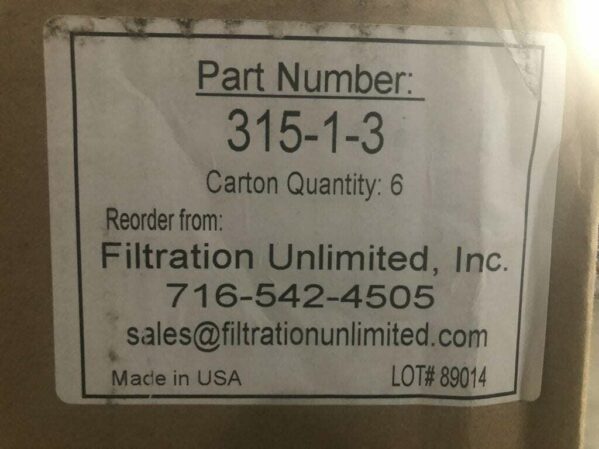 Part Number:
315-1-3
Carton Quantity: 6
Reorder from:
Filtration Unlimited, Inc.
716-542-4505
sales@filtrationunlimited.com
Made in USA LOT# 89014